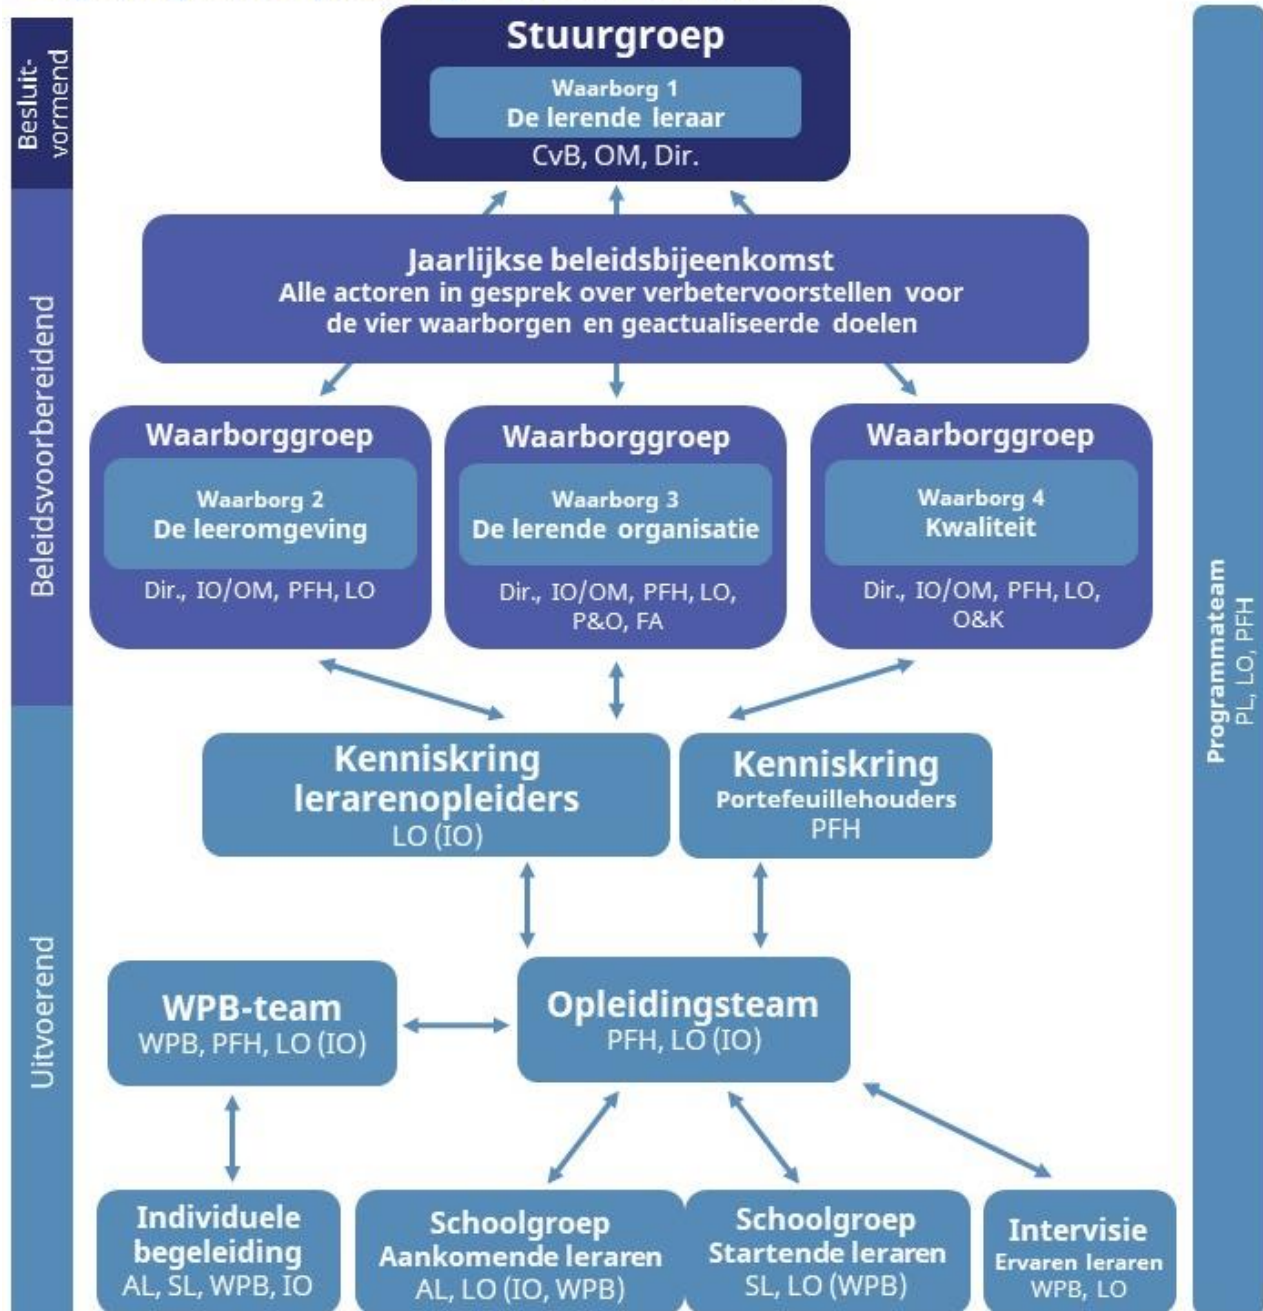 Besluit-
vormend
Stuurgroep
Waarborg 1
De lerende leraar
CvB, OM, Dir.
Beleidsvoorbereidend
Jaarlijkse beleidsbijeenkomst
Alle actoren in gesprek over verbetervoorstellen voor
de vier waarborgen en geactualiseerde doelen
Waarborggroep
Waarborg 2
De leeromgeving
Dir., IO/OM, PFH, LO
Waarborggroep
Waarborg 3
De lerende organisatie
Dir., IO/OM, PFH, LO,
P&O, FA
Waarborggroep
Waarborg 4
Kwaliteit
Dir., IO/OM, PFH, LO,
O&K
Uitvoerend
Kenniskring
lerarenopleiders
LO (IO)
Kenniskring
Portefeuillehouders
PFH
WPB-team
WPB, PFH, LO (IO)
Opleidingsteam
PFH, LO (IO)
Individuele
begeleiding
AL, SL, WPB, IO
Schoolgroep
Aankomende leraren
AL, LO (IO, WPB)
Schoolgroep
Startende leraren
SL, LO (WPB)
Intervisie
Ervaren leraren
WPB, LO
Programmateam
PL, LO, PFH